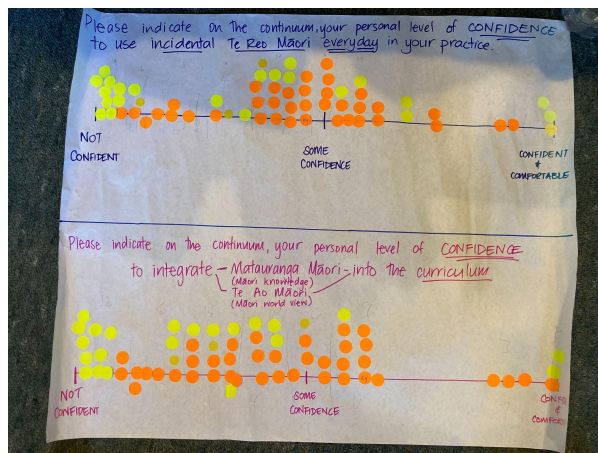 Please indicate on the continuum, your personal level of CONFIDENCE
to use incidental Te Reo Māori everyday in your practice.
NOT
CONFIDENT
SOME
CONFIDENCE
CONFIDENT
&
COMFORTABLE
Please indicate on the continuum, your personal level of CONFIDENCE
to integrate - Matauranga Māori - into the curriculum
(Māori knowledge)
Te Ao Māori
(Māori world view)
NOT
CONFIDENT
SOME
CONFIDENCE
&